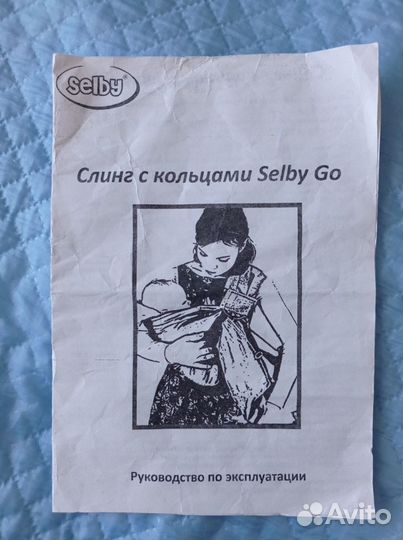 Selby®
Слинг с кольцами Selby Go
Руководство по эксплуатации
Avito